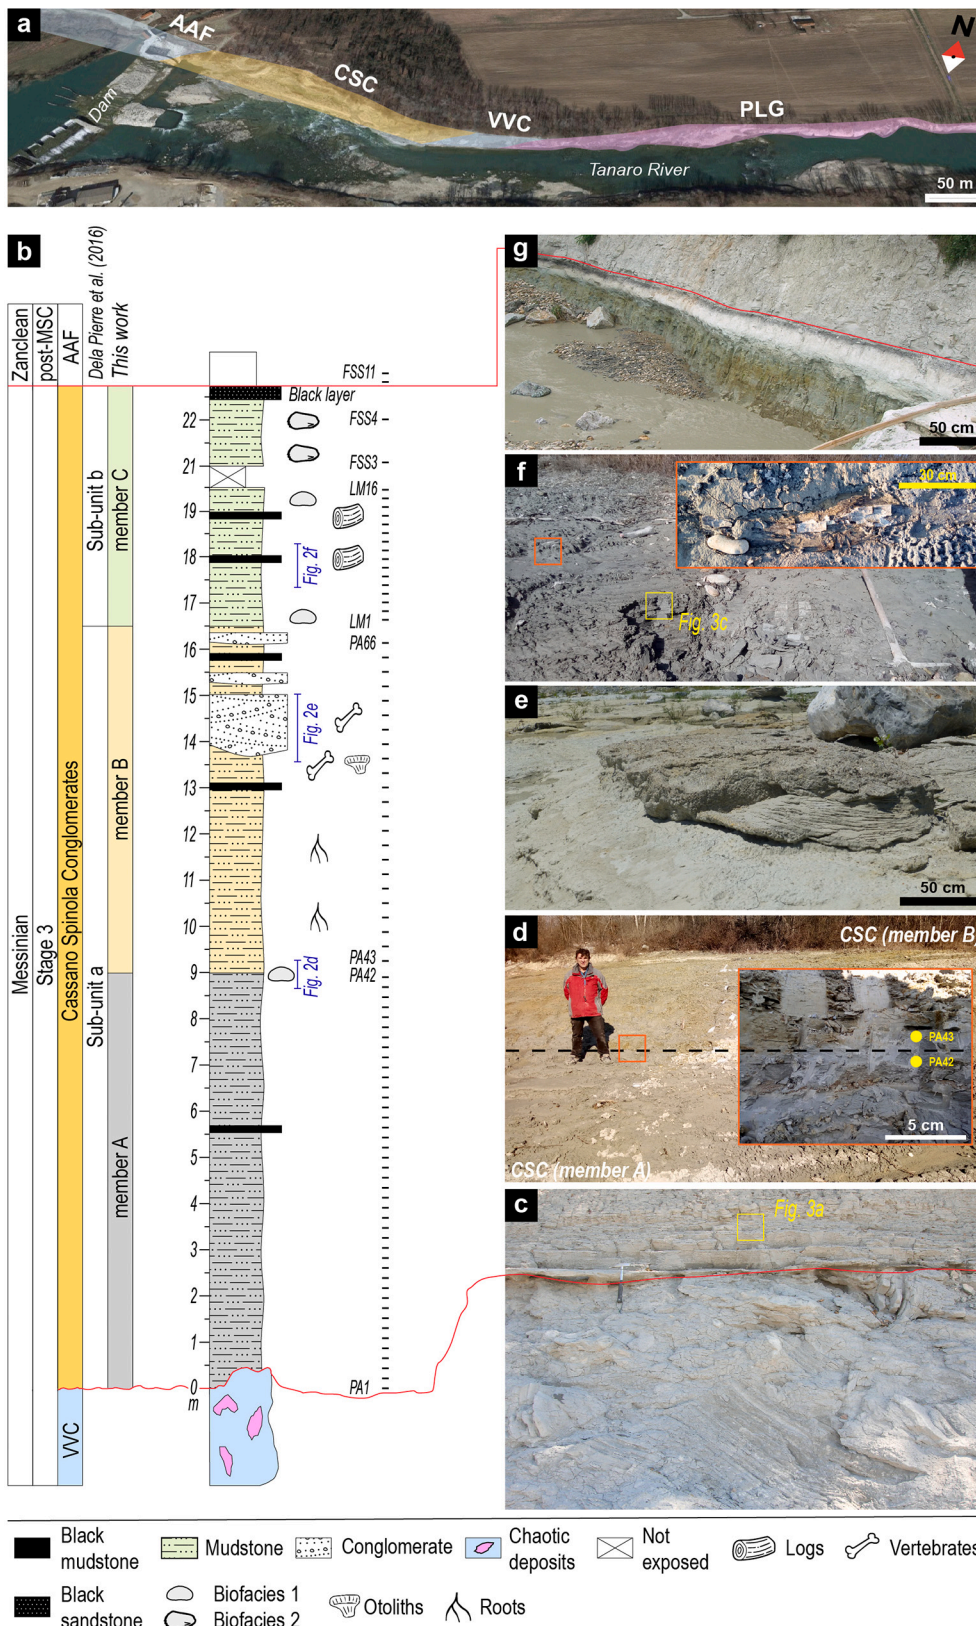 a
AAF
CSC
VVC
PLG
N
Dam
Tanaro River
50 m
b
Zanclean
post-MSC
AAF
Dela Pierre et al. (2016)
This work
Messinian
Stage 3
Cassano Spinola Conglomerates
VVC
Sub-unit b
Sub-unit a
member C
member B
member A
22
21
19
18
17
16
15
14
13
12
11
10
9
8
7
6
5
4
3
2
1
0
m
Black layer
FSS11
FSS4
FSS3
LM16
Fig. 2f
LM1
PA66
Fig. 2e
PA43
PA42
Fig. 2d
PA1
g
50 cm
f
20 cm
Fig. 3c
e
50 cm
d
CSC (member B)
PA43
PA42
5 cm
CSC (member A)
c
Fig. 3a
Black mudstone
Mudstone
Conglomerate
Chaotic deposits
Not exposed
Logs
Vertebrates
Black sandstone
Biofacies 1
Biofacies 2
Otoliths
Roots